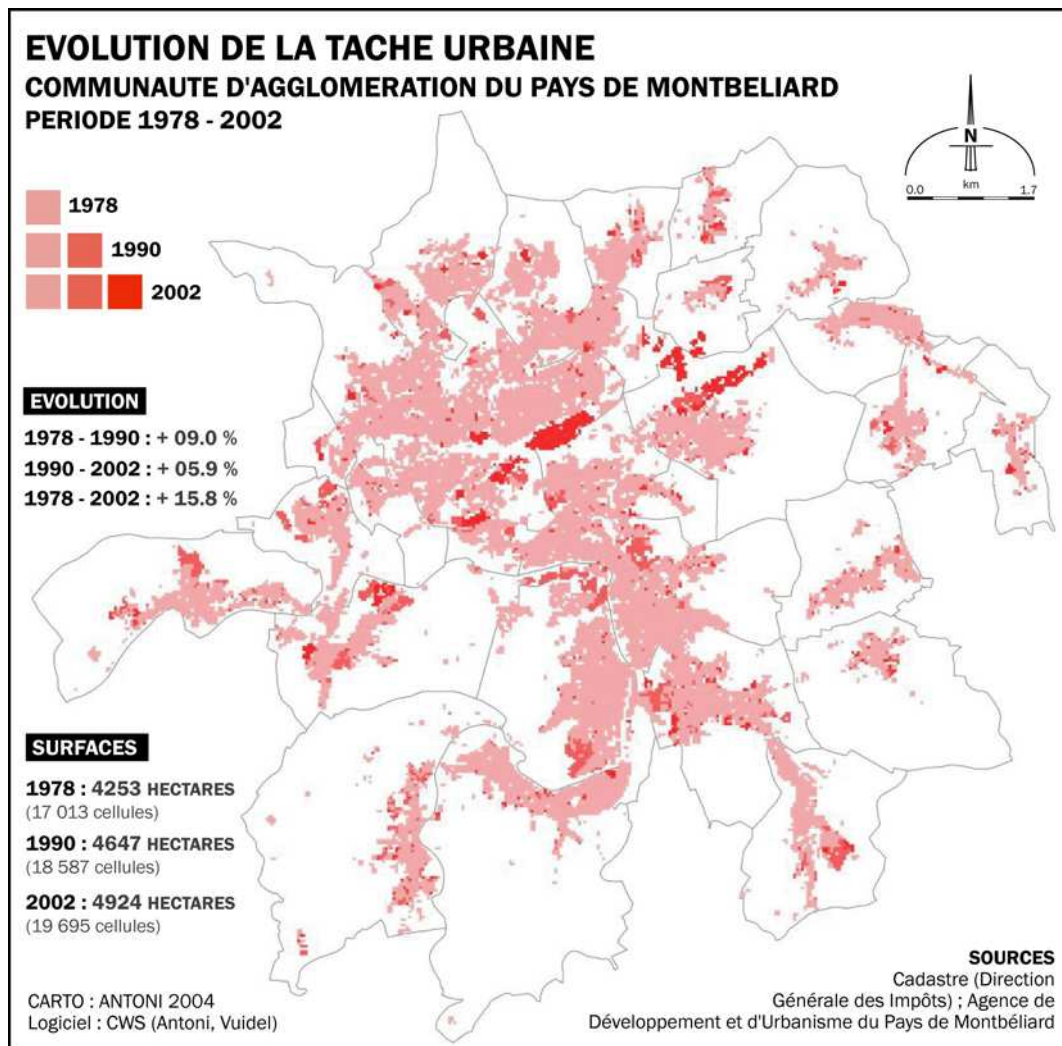 EVOLUTION DE LA TACHE URBAINE
COMMUNAUTE D'AGGLOMERATION DU PAYS DE MONTBELIARD
PERIODE 1978 - 2002
N
km
0.0 1.7
1978
1990
2002
EVOLUTION
1978 - 1990 : + 09.0 %
1990 - 2002 : + 05.9 %
1978 - 2002 : + 15.8 %
SURFACES
1978 : 4253 HECTARES
(17 013 cellules)
1990 : 4647 HECTARES
(18 587 cellules)
2002 : 4924 HECTARES
(19 695 cellules)
CARTO : ANTONI 2004
Logiciel : CWS (Antoni, Vuidel)
SOURCES
Cadastre (Direction
Générale des Impôts) ; Agence de
Développement et d'Urbanisme du Pays de Montbéliard